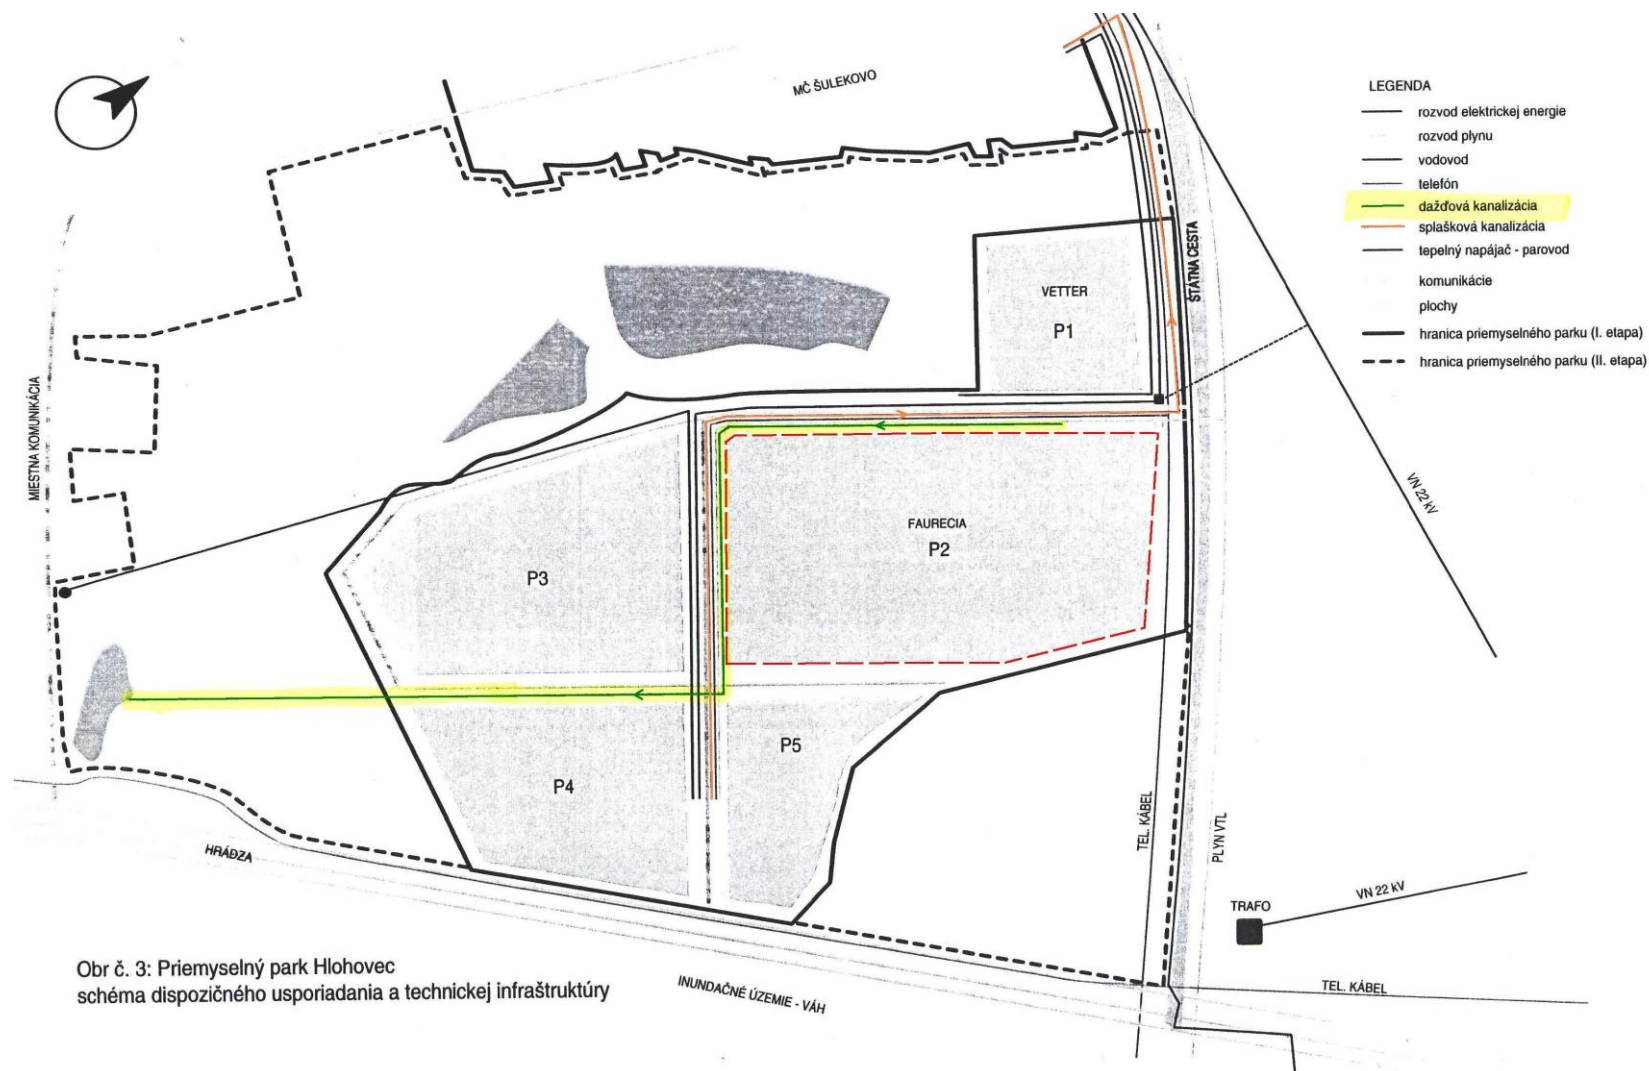 MČ ŠULEKOVO
LEGENDA
rozvod elektrickej energie
rozvod plynu
vodovod
telefón
dažďová kanalizácia
splašková kanalizácia
tepelný napájač - parovod
komunikácie
plochy
hranica priemyselného parku (I. etapa)
hranica priemyselného parku (II. etapa)
ŠTÁTNA CESTA
VETTER
P1
MIESTNA KOMUNIKÁCIA
VN 22 kV
FAURECIA
P2
P3
P4
P5
TEL. KÁBEL
PLYN VTL
HRÁDZA
VN 22 kV
TRAFO
TEL. KÁBEL
INUNDAČNÉ ÚZEMIE - VÁH
Obr č. 3: Priemyselný park Hlohovec
schéma dispozičného usporiadania a technickej infraštruktúry